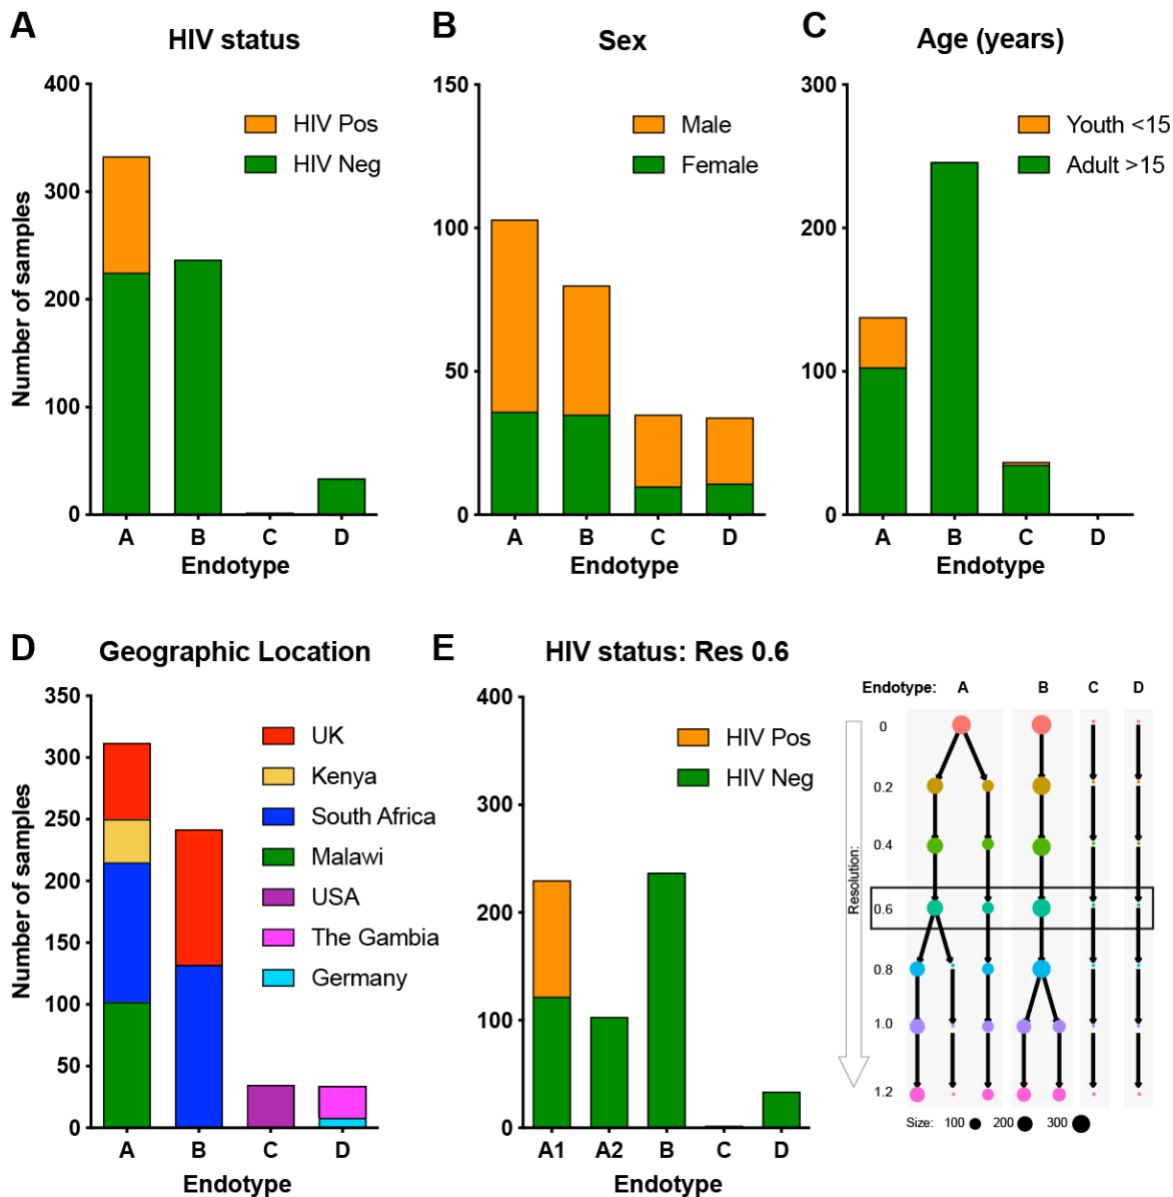 A
HIV status
Number of samples
400
300
200
100
0
HIV Pos
HIV Neg
A B C D
Endotype
B
Sex
150
100
50
0
Male
Female
A B C D
Endotype
C
Age (years)
300
200
100
0
Youth <15
Adult >15
A B C D
Endotype
D
Geographic Location
Number of samples
350
300
250
200
150
100
50
0
UK
Kenya
South Africa
Malawi
USA
The Gambia
Germany
A B C D
Endotype
E
HIV status: Res 0.6
400
300
200
100
0
HIV Pos
HIV Neg
A1 A2 B C D
Endotype
Endotype: A B C D
Resolution:
0
0.2
0.4
0.6
0.8
1.0
1.2
Size: 100 200 300